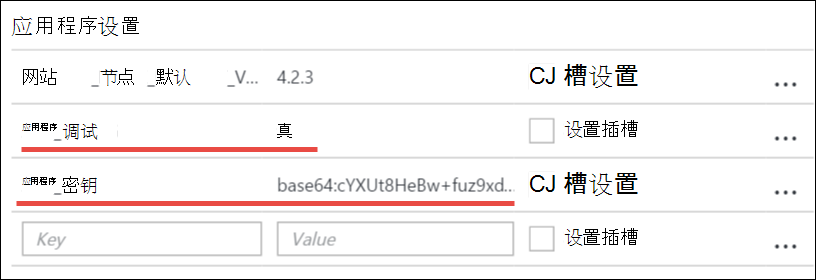 应用程序设置
网站 _节点 _默认 _V... 4.2.3 CJ 槽设置 ...
应用程序_调试 真 设置插槽 ...
应用程序_密钥 base64:cYXUt8HeBw+fuz9xd... CJ 槽设置 ...
Key Value 设置插槽 ...